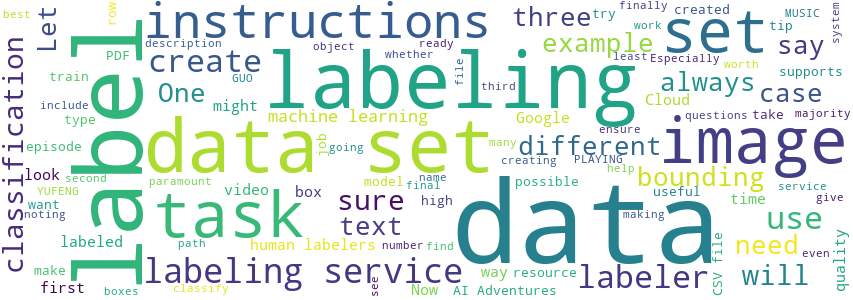 best
row
Let
instructions
three
try
finally
created
MUSIC
tip
system
PDF
description
object
ready
work
example
set
say
classification
create
whether
least
Especially
supports
train
One
GUO
labeling
file
third
always
case
label
might
machine learning
Google
Cloud
include
type
job
going
data set
many
different
ensure
questions
take
majority
episode
image
look
second
paramount
model
creating
PLAYING
help
bounding
service
YUFENG
want
video
box
sure
high
final
name
possible
useful
time
give
noting
task
text
data
making
use
labeled
path
human labelers
number
find
way
resource
CSV file
need
even
quality
make
labeling service
see
labeler
will
worth
first
boxes
classify
Now
AI Adventures